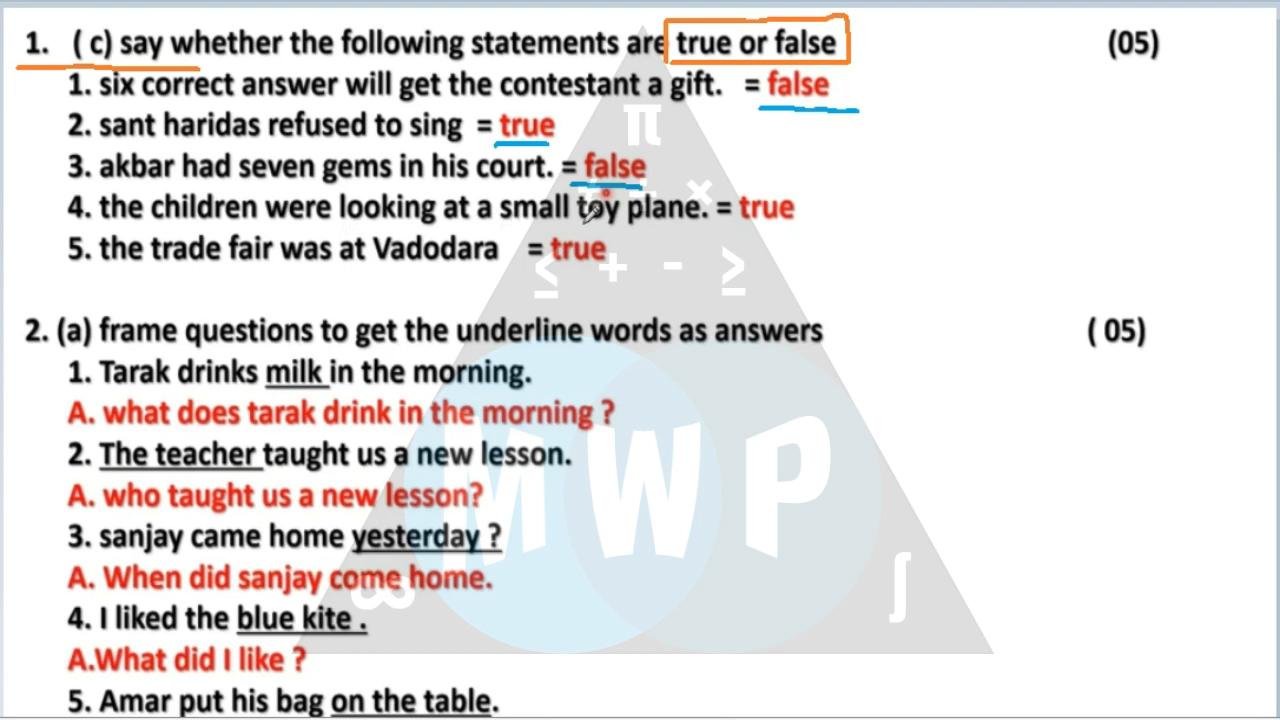 1. ( c) say whether the following statements are true or false (05)
1. six correct answer will get the contestant a gift. = false
2. sant haridas refused to sing = true
3. akbar had seven gems in his court. = false
4. the children were looking at a small toy plane. = true
5. the trade fair was at Vadodara = true
2. (a) frame questions to get the underline words as answers ( 05)
1. Tarak drinks milk in the morning.
A. what does tarak drink in the morning ?
2. The teacher taught us a new lesson.
A. who taught us a new lesson?
3. sanjay came home yesterday ?
A. When did sanjay come home.
4. I liked the blue kite .
A.What did I like ?
5. Amar put his bag on the table.
π
÷ + ×
≤ + - ≥
MWP
∞ ∫